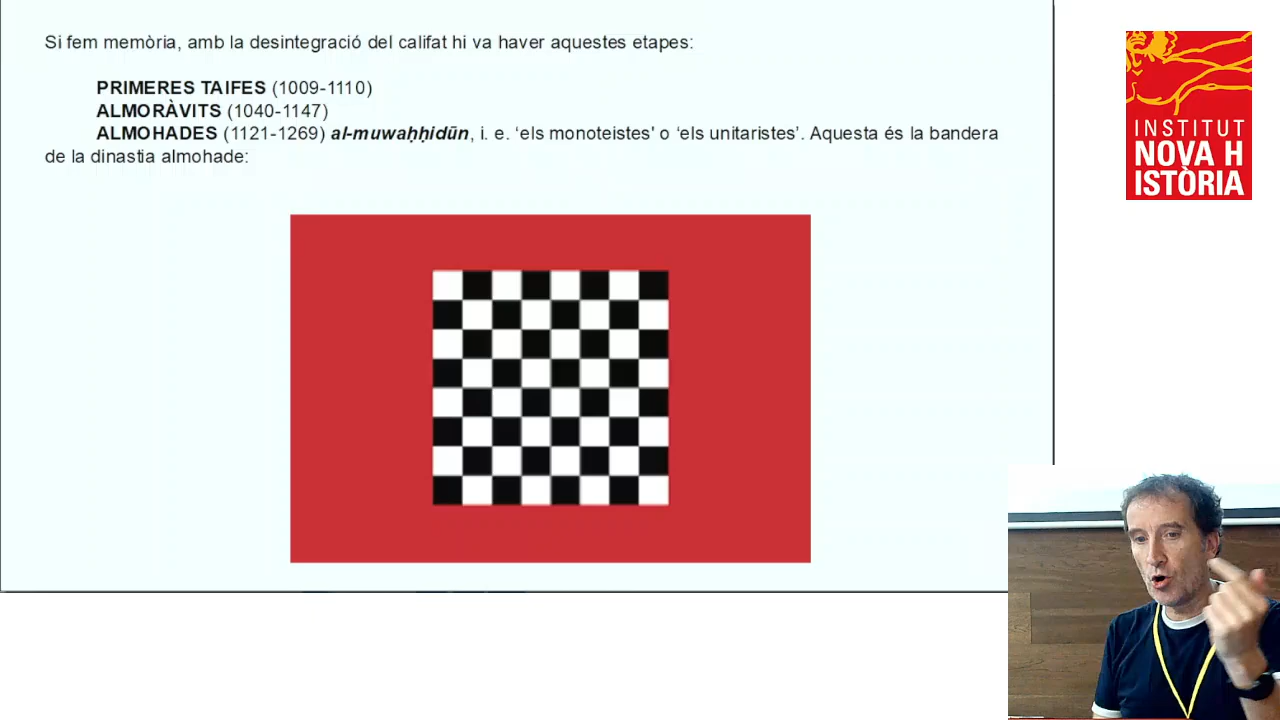 Si fem memòria, amb la desintegració del califat hi va haver aquestes etapes:
PRIMERES TAIFES (1009-1110)
ALMORÀVITS (1040-1147)
ALMOHADES (1121-1269) al-muwaḥḥidūn, i. e. ‘els monoteistes' o ‘els unitaristes’. Aquesta és la bandera
de la dinastia almohade:
INSTITUT
NOVA H
ISTÒRIA